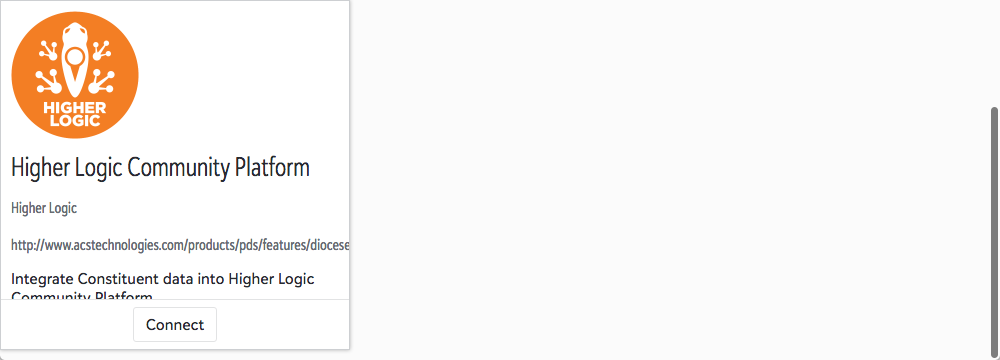 HIGHER
LOGIC
Higher Logic Community Platform
Higher Logic
http://www.acstechnologies.com/products/pds/features/diocese
Integrate Constituent data into Higher Logic
Community Platform
Connect